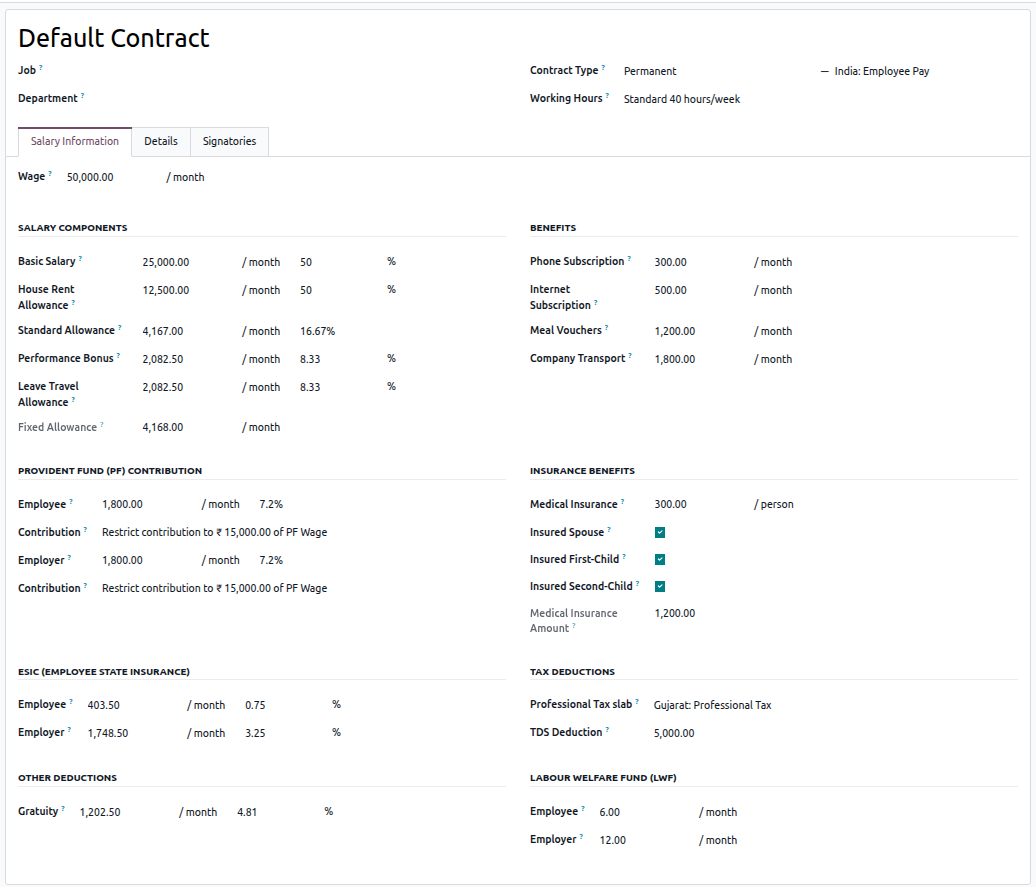 Default Contract
Job ?
Contract Type ? Permanent — India: Employee Pay
Department ?
Working Hours ? Standard 40 hours/week
Salary Information Details Signatories
Wage ? 50,000.00 / month
SALARY COMPONENTS
Basic Salary ? 25,000.00 / month 50 %
House Rent
Allowance ? 12,500.00 / month 50 %
Standard Allowance ? 4,167.00 / month 16.67%
Performance Bonus ? 2,082.50 / month 8.33 %
Leave Travel
Allowance ? 2,082.50 / month 8.33 %
Fixed Allowance ? 4,168.00 / month
BENEFITS
Phone Subscription ? 300.00 / month
Internet
Subscription ? 500.00 / month
Meal Vouchers ? 1,200.00 / month
Company Transport ? 1,800.00 / month
PROVIDENT FUND (PF) CONTRIBUTION
Employee ? 1,800.00 / month 7.2%
Contribution ? Restrict contribution to ₹ 15,000.00 of PF Wage
Employer ? 1,800.00 / month 7.2%
Contribution ? Restrict contribution to ₹ 15,000.00 of PF Wage
INSURANCE BENEFITS
Medical Insurance ? 300.00 / person
Insured Spouse ?
Insured First-Child ?
Insured Second-Child ?
Medical Insurance
Amount ? 1,200.00
ESIC (EMPLOYEE STATE INSURANCE)
Employee ? 403.50 / month 0.75 %
Employer ? 1,748.50 / month 3.25 %
TAX DEDUCTIONS
Professional Tax slab ? Gujarat: Professional Tax
TDS Deduction ? 5,000.00
OTHER DEDUCTIONS
Gratuity ? 1,202.50 / month 4.81 %
LABOUR WELFARE FUND (LWF)
Employee ? 6.00 / month
Employer ? 12.00 / month